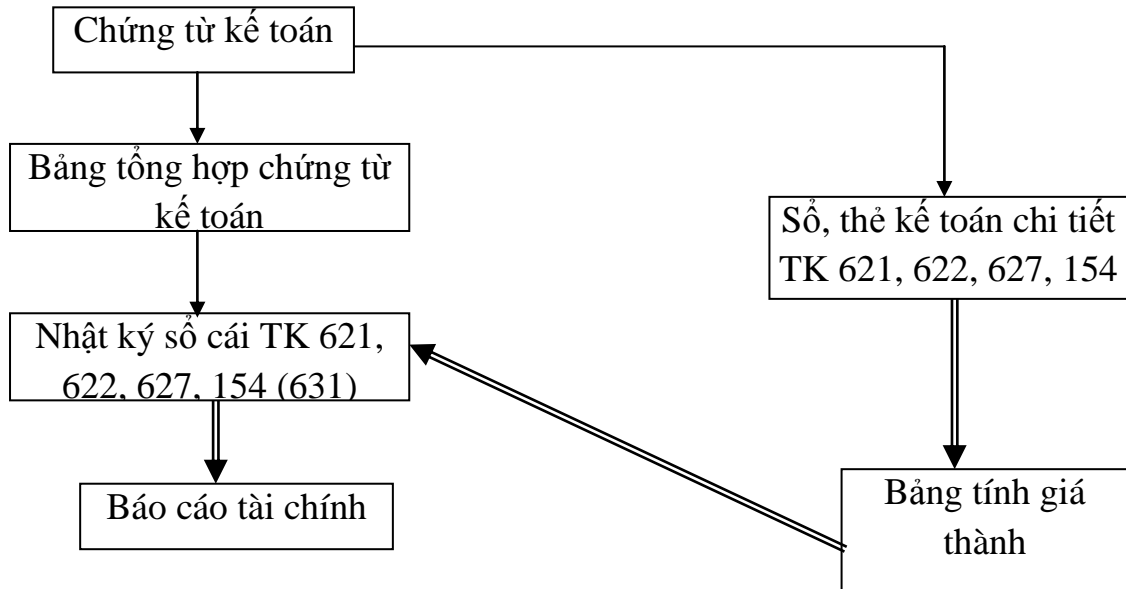 Chứng từ kế toán
Bảng tổng hợp chứng từ
kế toán
Sổ, thẻ kế toán chi tiết
TK 621, 622, 627, 154
Nhật ký sổ cái TK 621,
622, 627, 154 (631)
Báo cáo tài chính
Bảng tính giá
thành